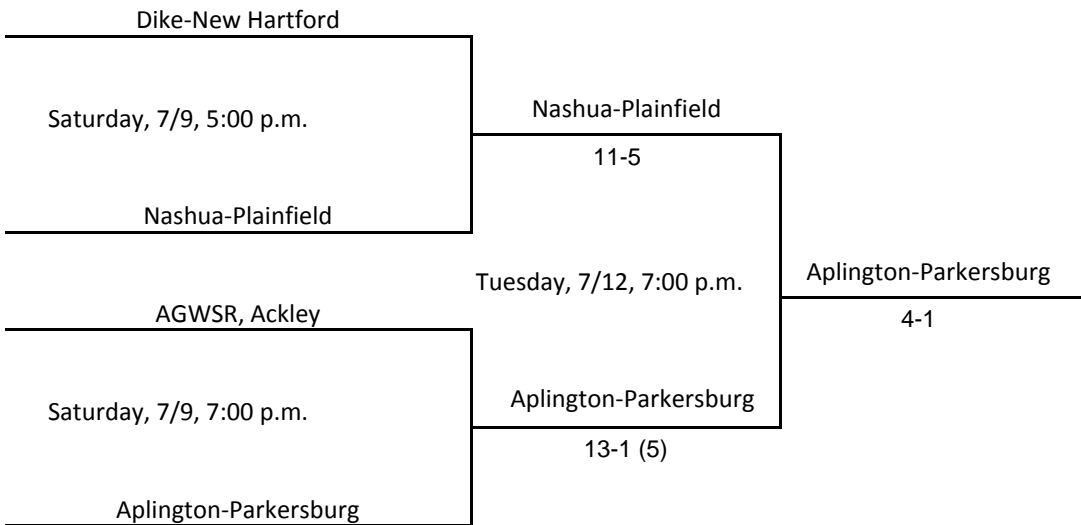 Dike-New Hartford
Saturday, 7/9, 5:00 p.m.
Nashua-Plainfield
11-5
Nashua-Plainfield
Tuesday, 7/12, 7:00 p.m.
Aplington-Parkersburg
4-1
AGWSR, Ackley
Saturday, 7/9, 7:00 p.m.
Aplington-Parkersburg
13-1 (5)
Aplington-Parkersburg